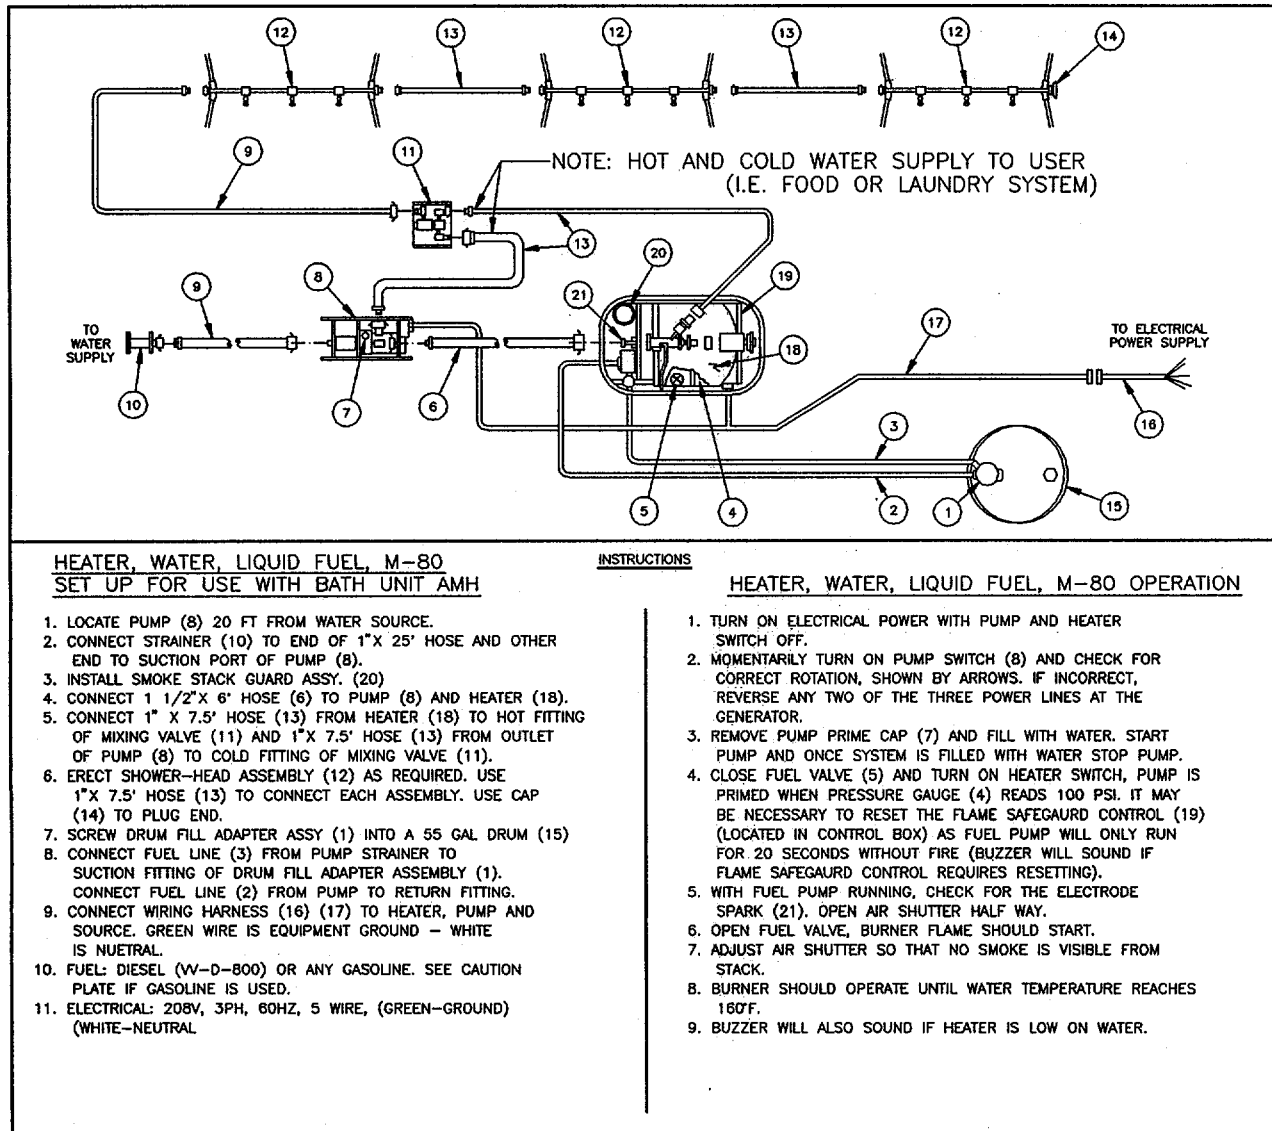 12
13
12
13
12
14
9
11
NOTE: HOT AND COLD WATER SUPPLY TO USER
(I.E. FOOD OR LAUNDRY SYSTEM)
13
20
9
8
21
19
17
TO
WATER
SUPPLY
TO ELECTRICAL
POWER SUPPLY
18
10
7
6
16
3
5
4
2
1
15
INSTRUCTIONS
HEATER, WATER, LIQUID FUEL, M-80
SET UP FOR USE WITH BATH UNIT AMH
1. LOCATE PUMP (8) 20 FT FROM WATER SOURCE.
2. CONNECT STRAINER (10) TO END OF 1"X 25' HOSE AND OTHER
END TO SUCTION PORT OF PUMP (8).
3. INSTALL SMOKE STACK GUARD ASSY. (20)
4. CONNECT 1 1/2"X 6' HOSE (6) TO PUMP (8) AND HEATER (18).
5. CONNECT 1" X 7.5' HOSE (13) FROM HEATER (18) TO HOT FITTING
OF MIXING VALVE (11) AND 1"X 7.5' HOSE (13) FROM OUTLET
OF PUMP (8) TO COLD FITTING OF MIXING VALVE (11).
6. ERECT SHOWER-HEAD ASSEMBLY (12) AS REQUIRED. USE
1"X 7.5' HOSE (13) TO CONNECT EACH ASSEMBLY. USE CAP
(14) TO PLUG END.
7. SCREW DRUM FILL ADAPTER ASSY (1) INTO A 55 GAL DRUM (15)
8. CONNECT FUEL LINE (3) FROM PUMP STRAINER TO
SUCTION FITTING OF DRUM FILL ADAPTER ASSEMBLY (1).
CONNECT FUEL LINE (2) FROM PUMP TO RETURN FITTING.
9. CONNECT WIRING HARNESS (16) (17) TO HEATER, PUMP AND
SOURCE. GREEN WIRE IS EQUIPMENT GROUND - WHITE
IS NUETRAL.
10. FUEL: DIESEL (VV-D-800) OR ANY GASOLINE. SEE CAUTION
PLATE IF GASOLINE IS USED.
11. ELECTRICAL: 208V, 3PH, 60HZ, 5 WIRE, (GREEN-GROUND)
(WHITE-NEUTRAL
HEATER, WATER, LIQUID FUEL, M-80 OPERATION
1. TURN ON ELECTRICAL POWER WITH PUMP AND HEATER
SWITCH OFF.
2. MOMENTARILY TURN ON PUMP SWITCH (8) AND CHECK FOR
CORRECT ROTATION, SHOWN BY ARROWS. IF INCORRECT,
REVERSE ANY TWO OF THE THREE POWER LINES AT THE
GENERATOR.
3. REMOVE PUMP PRIME CAP (7) AND FILL WITH WATER. START
PUMP AND ONCE SYSTEM IS FILLED WITH WATER STOP PUMP.
4. CLOSE FUEL VALVE (5) AND TURN ON HEATER SWITCH, PUMP IS
PRIMED WHEN PRESSURE GAUGE (4) READS 100 PSI. IT MAY
BE NECESSARY TO RESET THE FLAME SAFEGAURD CONTROL (19)
(LOCATED IN CONTROL BOX) AS FUEL PUMP WILL ONLY RUN
FOR 20 SECONDS WITHOUT FIRE (BUZZER WILL SOUND IF
FLAME SAFEGAURD CONTROL REQUIRES RESETTING).
5. WITH FUEL PUMP RUNNING, CHECK FOR THE ELECTRODE
SPARK (21). OPEN AIR SHUTTER HALF WAY.
6. OPEN FUEL VALVE, BURNER FLAME SHOULD START.
7. ADJUST AIR SHUTTER SO THAT NO SMOKE IS VISIBLE FROM
STACK.
8. BURNER SHOULD OPERATE UNTIL WATER TEMPERATURE REACHES
160°F.
9. BUZZER WILL ALSO SOUND IF HEATER IS LOW ON WATER.